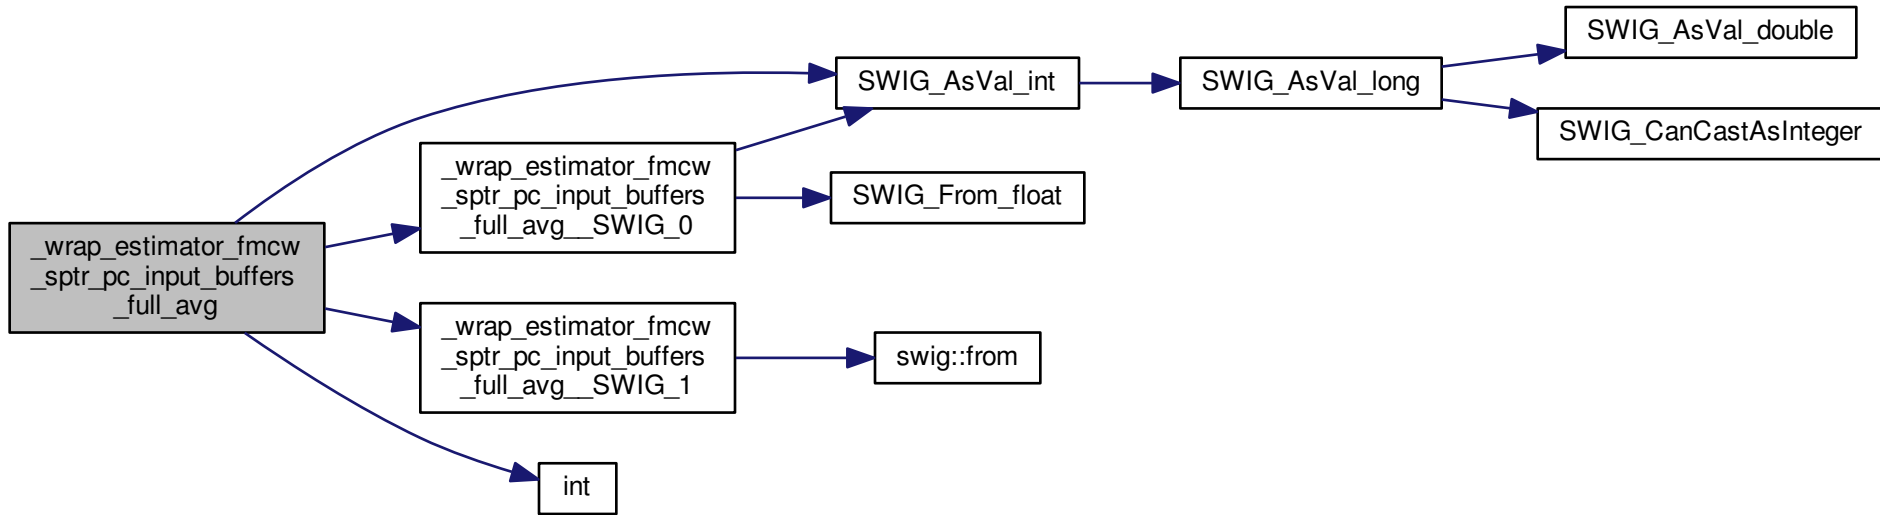 _wrap_estimator_fmcw
_sptr_pc_input_buffers
_full_avg
_wrap_estimator_fmcw
_sptr_pc_input_buffers
_full_avg__SWIG_0
_wrap_estimator_fmcw
_sptr_pc_input_buffers
_full_avg__SWIG_1
int
SWIG_AsVal_int
SWIG_From_float
swig::from
SWIG_AsVal_long
SWIG_AsVal_double
SWIG_CanCastAsInteger